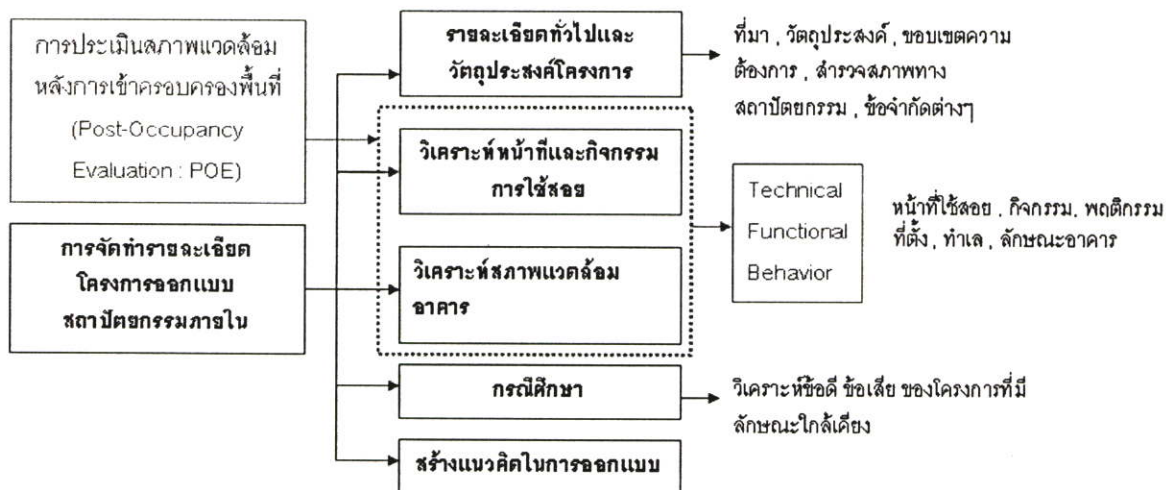 การประเมินสภาพแวดล้อม
หลังการเข้าครอบครองพื้นที่
(Post-Occupancy
Evaluation : POE)
การจัดทำรายละเอียด
โครงการออกแบบ
สถาปัตยกรรมภายใน
รายละเอียดทั่วไปและ
วัตถุประสงค์โครงการ
วิเคราะห์หน้าที่และกิจกรรม
การใช้สอย
วิเคราะห์สภาพแวดล้อม
อาคาร
กรณีศึกษา
สร้างแนวคิดในการออกแบบ
ที่มา , วัตถุประสงค์ , ขอบเขตความ
ต้องการ , สำรวจสภาพทาง
สถาปัตยกรรม , ข้อจำกัดต่างๆ
Technical
Functional
Behavior
หน้าที่ใช้สอย , กิจกรรม, พฤติกรรม
ที่ตั้ง , ทำเล , ลักษณะอาคาร
วิเคราะห์ข้อดี ข้อเสีย ของโครงการที่มี
ลักษณะใกล้เคียง